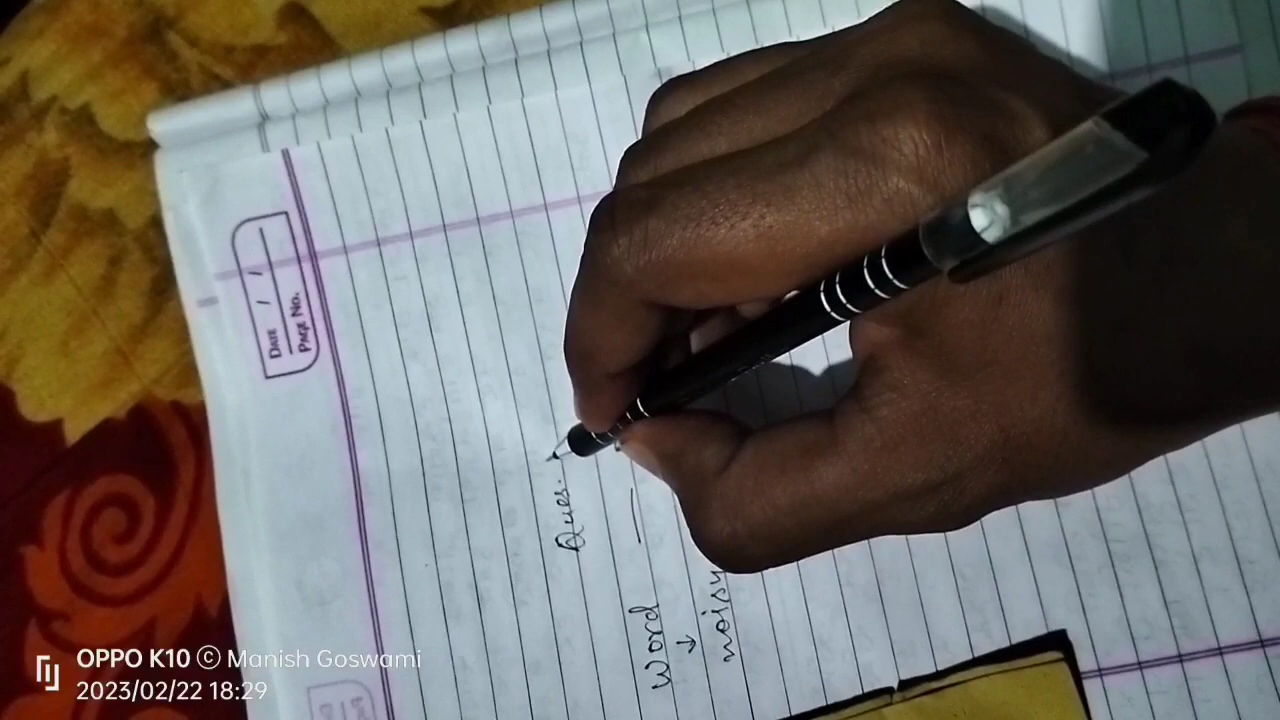 DATE / /
PAGE No.
Ques.
Word —
↓
noisy
OPPO K10 © Manish Goswami
2023/02/22 18:29